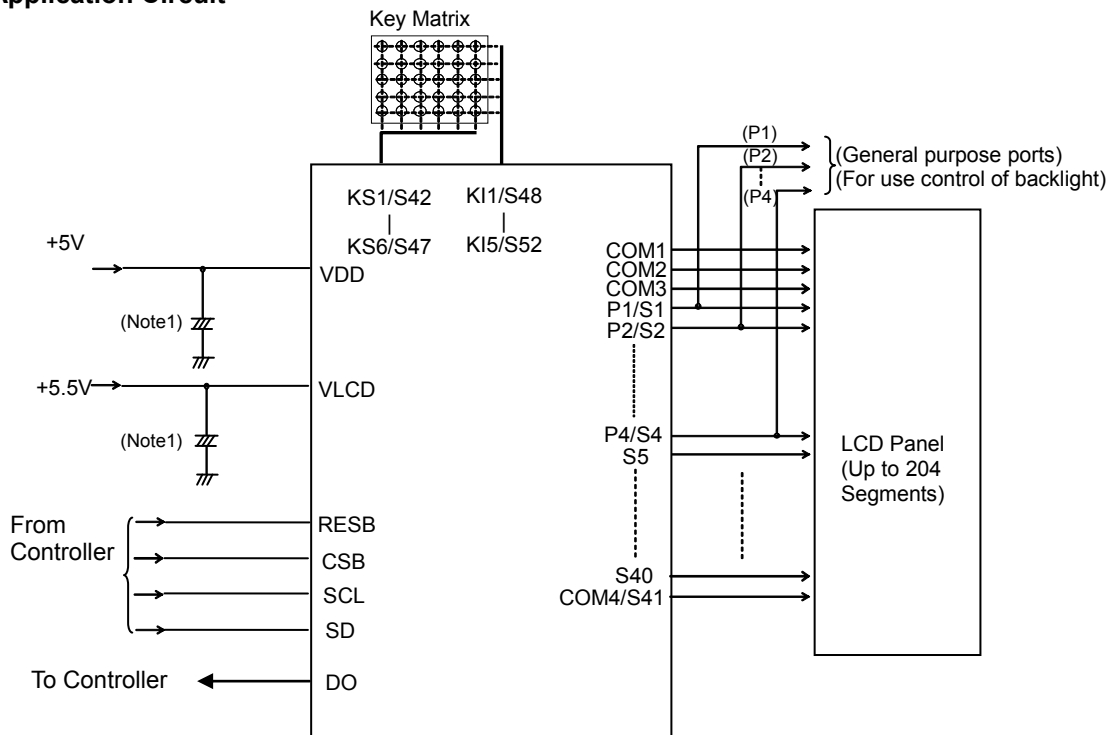 Application Circuit
Key Matrix
(P1)
(P2)
(P4)
(General purpose ports)
(For use control of backlight)
KS1/S42
|
KS6/S47
KI1/S48
|
KI5/S52
+5V
VDD
(Note1)
+5.5V
VLCD
(Note1)
From
Controller
RESB
CSB
SCL
SD
To Controller
DO
COM1
COM2
COM3
P1/S1
P2/S2
P4/S4
S5
S40
COM4/S41
LCD Panel
(Up to 204
Segments)